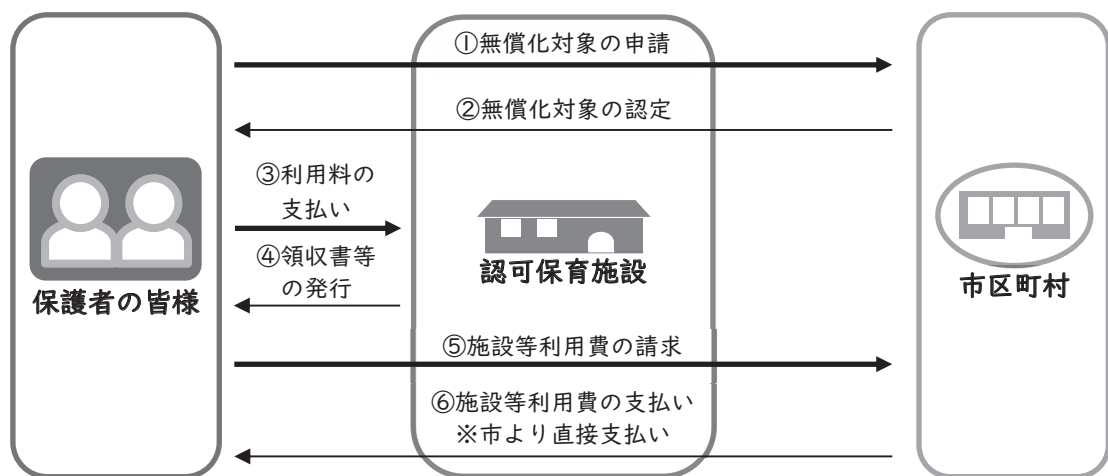 ①無償化対象の申請
②無償化対象の認定
③利用料の
支払い
④領収書等
の発行
保護者の皆様
認可保育施設
市区町村
⑤施設等利用費の請求
⑥施設等利用費の支払い
※市より直接支払い